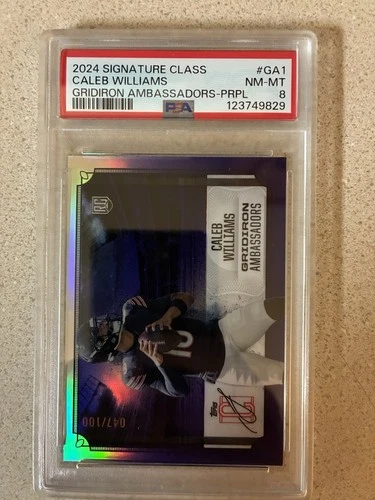 2024 SIGNATURE CLASS #GA1
CALEB WILLIAMS NM-MT
GRIDIRON AMBASSADORS-PRPL 8
PSA 123749829
RC
CALEB
WILLIAMS
GRIDIRON
AMBASSADORS
Topps
047/100